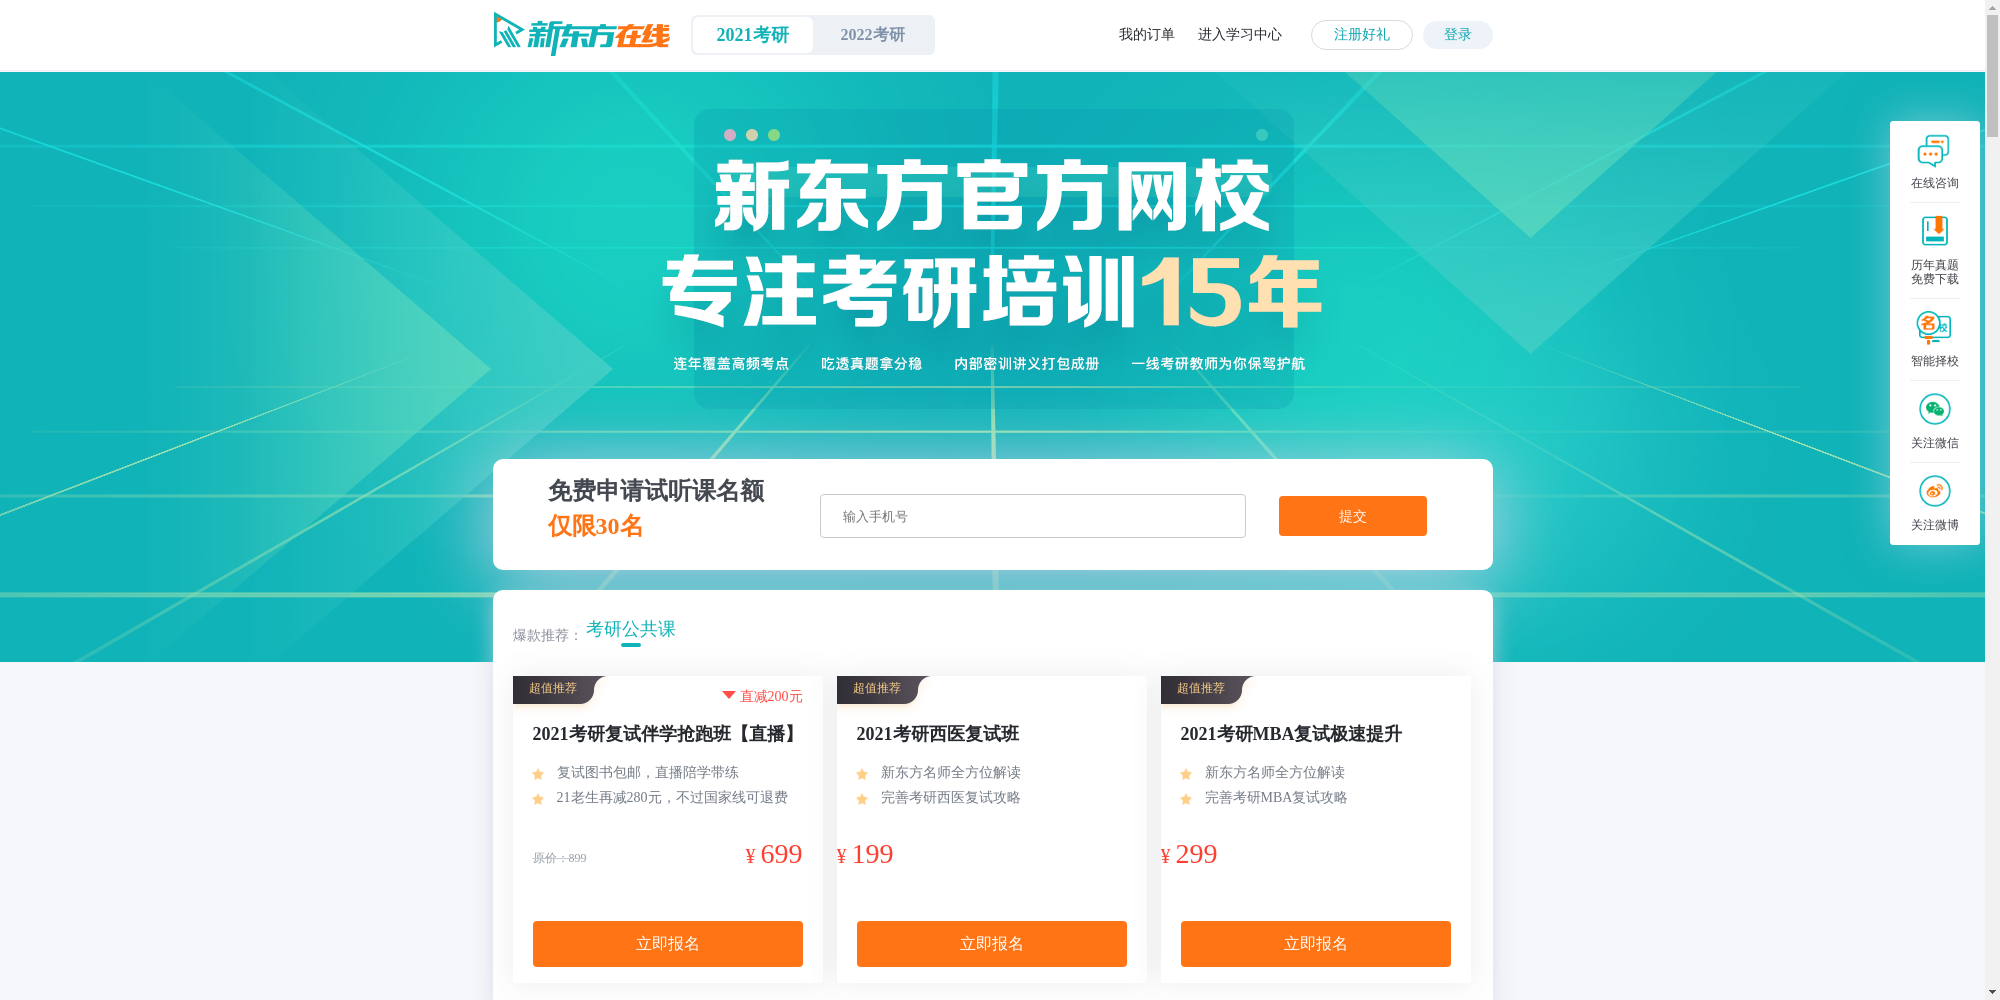 新东方在线
2021考研
2022考研
我的订单
进入学习中心
注册好礼
登录
新东方官方网校
专注考研培训15年
连年覆盖高频考点 吃透真题拿分稳 内部密训讲义打包成册 一线考研教师为你保驾护航
在线咨询
历年真题
免费下载
名
校
智能择校
关注微信
关注微博
免费申请试听课名额
仅限30名
输入手机号
提交
爆款推荐：
考研公共课
超值推荐
直减200元
2021考研复试伴学抢跑班【直播】
复试图书包邮，直播陪学带练
21老生再减280元，不过国家线可退费
原价：899
¥ 699
立即报名
超值推荐
2021考研西医复试班
新东方名师全方位解读
完善考研西医复试攻略
¥ 199
立即报名
超值推荐
2021考研MBA复试极速提升
新东方名师全方位解读
完善考研MBA复试攻略
¥ 299
立即报名